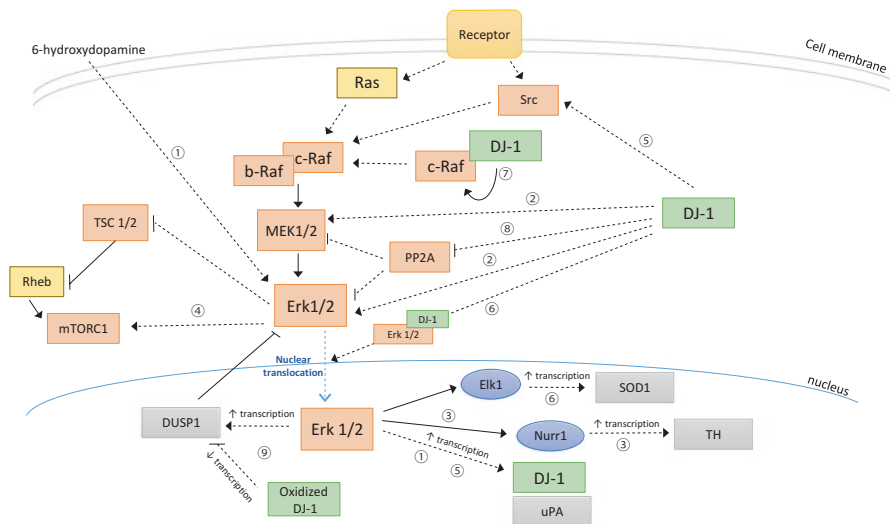 Receptor
6-hydroxydopamine
Cell membrane
Ras
Src
①
c-Raf
b-Raf
DJ-1
c-Raf
⑦
⑤
②
DJ-1
TSC 1/2
MEK1/2
⑧
PP2A
②
Rheb
Erk1/2
④
mTORC1
DJ-1
Erk 1/2
⑥
Nuclear
translocation
nucleus
Elk1
↑ transcription
⑥
SOD1
DUSP1
↑ transcription
Erk 1/2
③
Nurr1
↑ transcription
③
TH
⑨
↑ transcription
①
⑤
↓ transcription
Oxidized
DJ-1
DJ-1
uPA